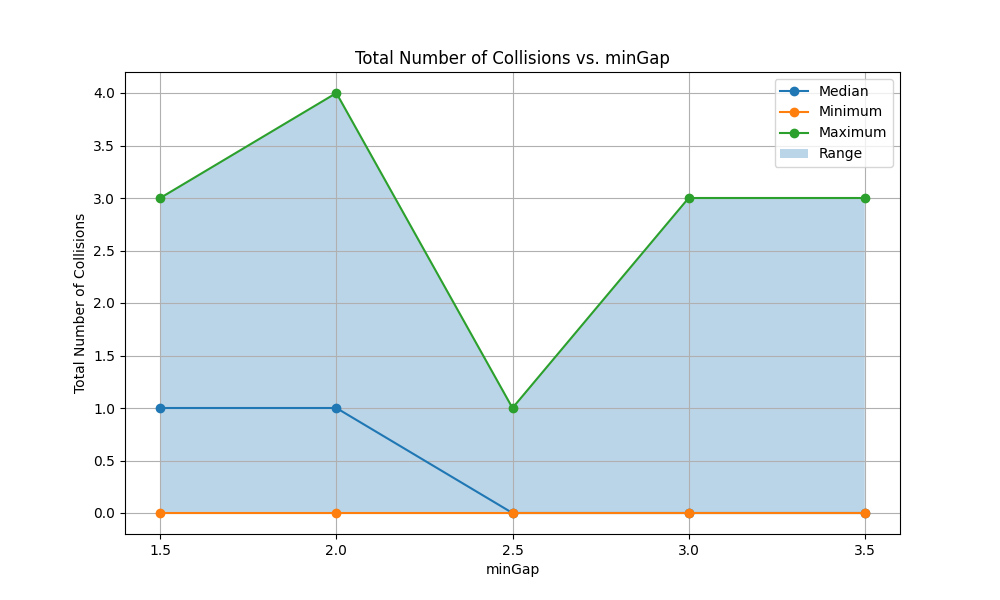 Total Number of Collisions vs. minGap
Median
Minimum
Maximum
Range
Total Number of Collisions
4.0
3.5
3.0
2.5
2.0
1.5
1.0
0.5
0.0
1.5 2.0 2.5 3.0 3.5
minGap